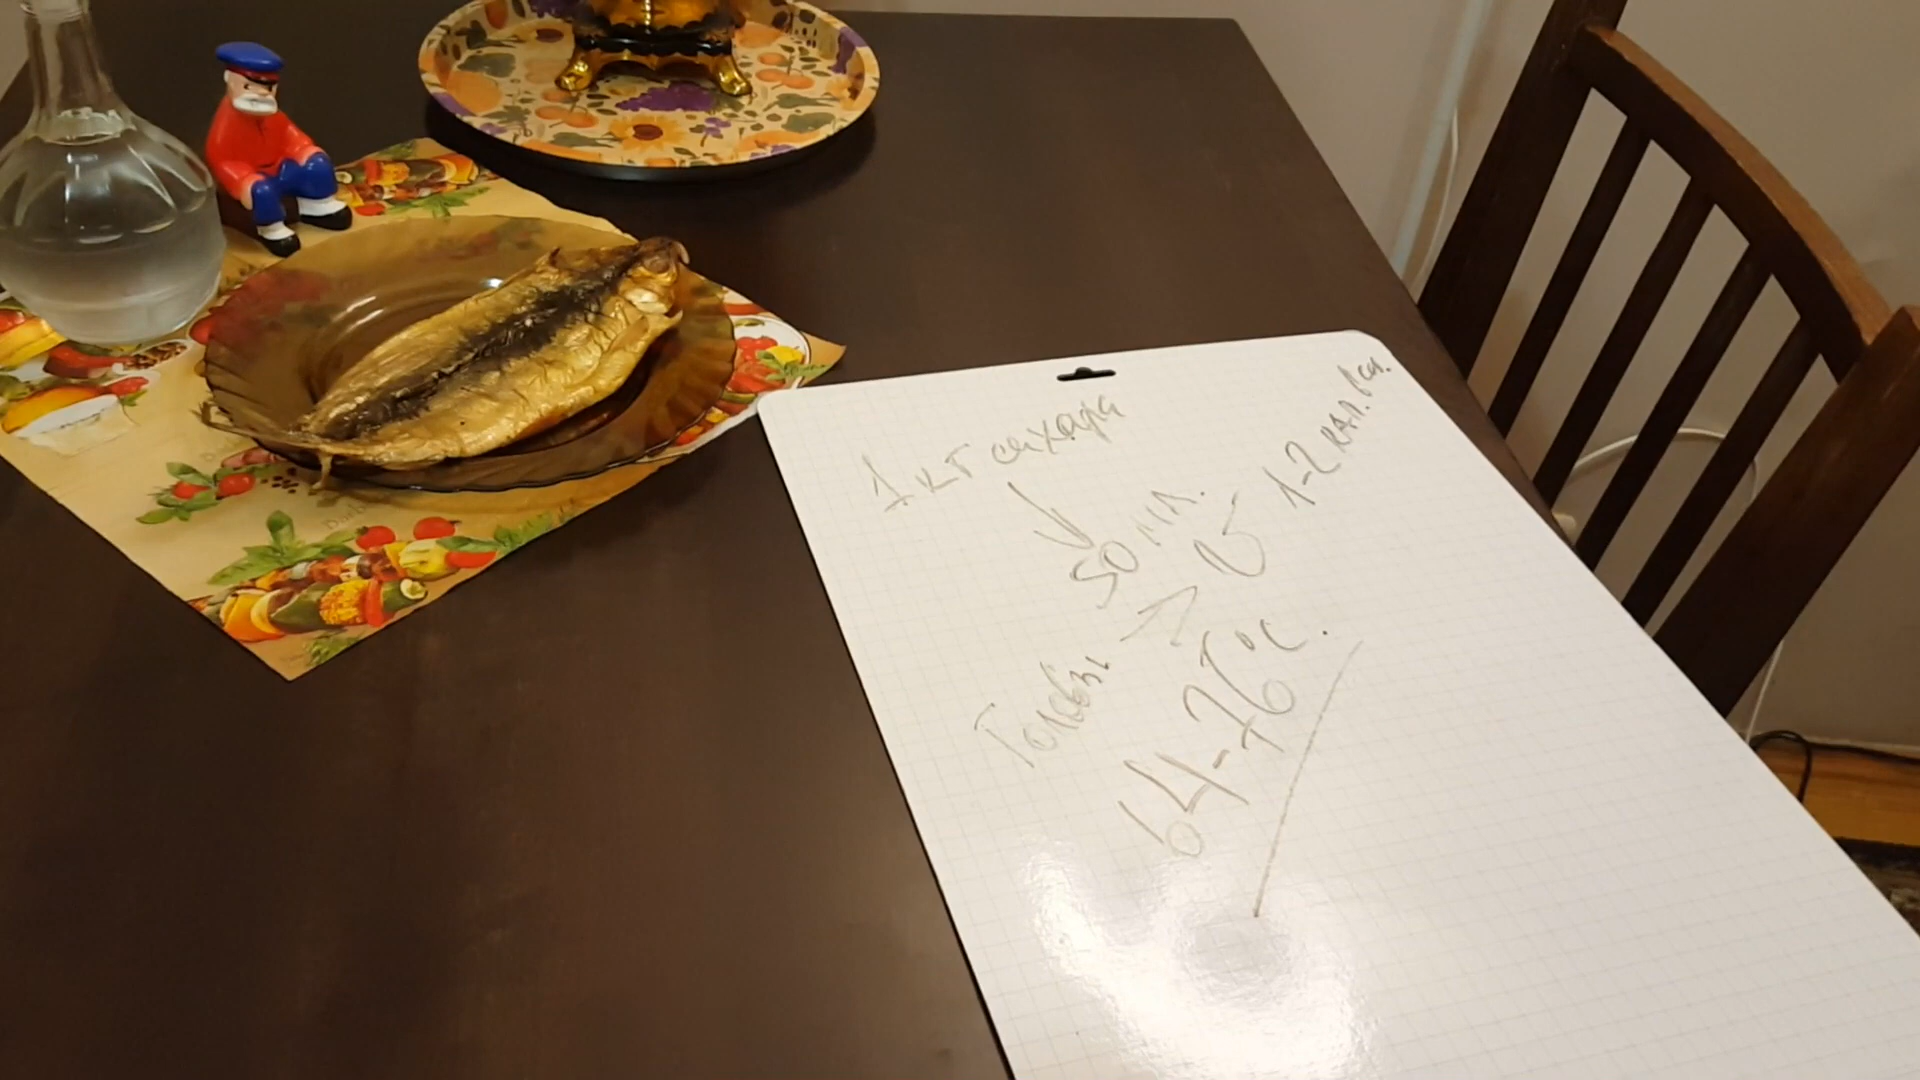 1 кг сахара
50 мл.
1-2 кап. в сек.
Головы
64-76 t°C.